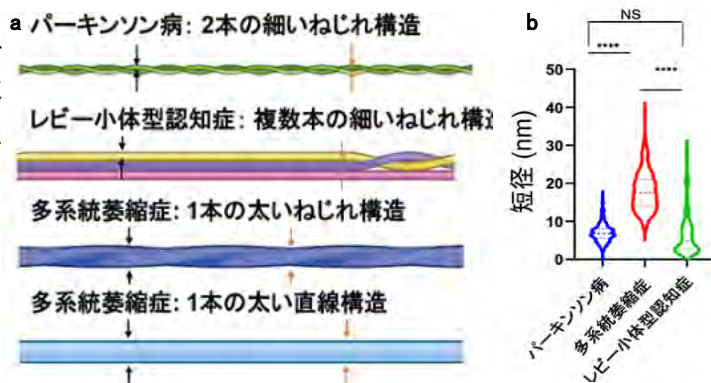 a
パーキンソン病: 2本の細いねじれ構造
レビー小体型認知症: 複数本の細いねじれ構造
多系統萎縮症: 1本の太いねじれ構造
多系統萎縮症: 1本の太い直線構造
b
NS
****
****
50
40
30
20
10
0
短径 (nm)
パーキンソン病
多系統萎縮症
レビー小体型認知症